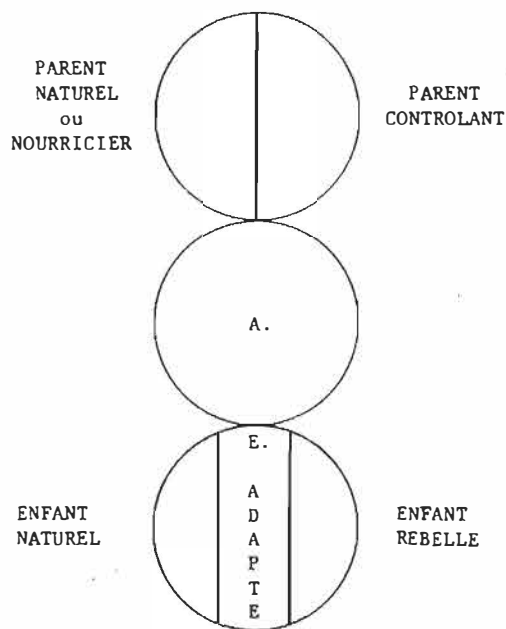 PARENT
NATUREL
ou
NOURRICIER
PARENT
CONTROLANT
A.
E.
A
D
A
P
T
E
ENFANT
NATUREL
ENFANT
REBELLE